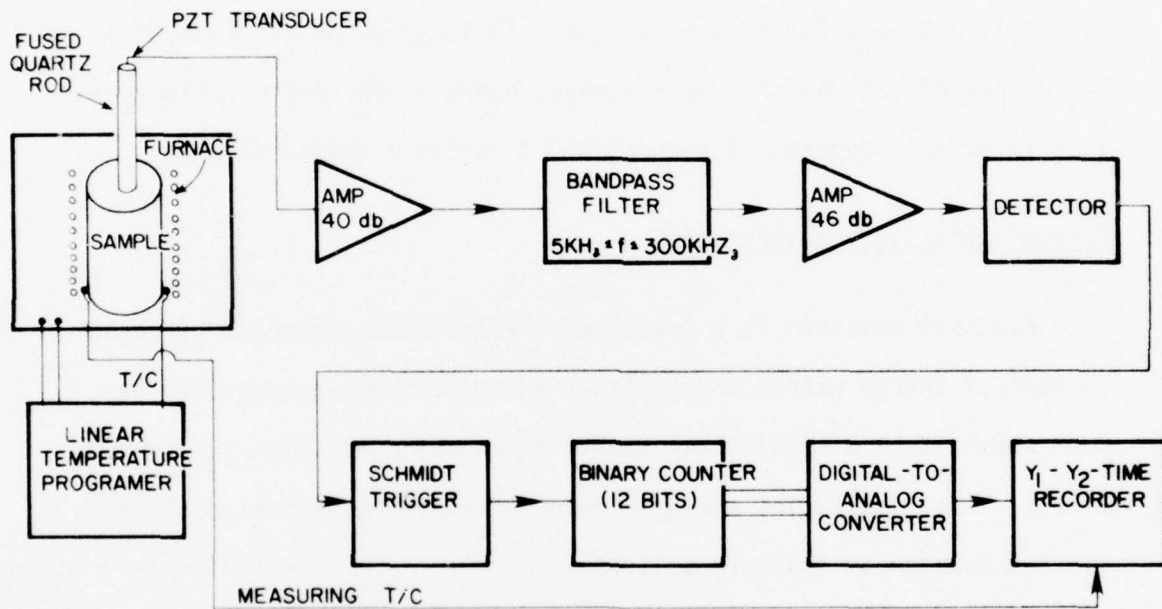 PZT TRANSDUCER
FUSED
QUARTZ
ROD
FURNACE
SAMPLE
AMP
40 db
BANDPASS
FILTER
5KHz ≤ f ≤ 300KHZz
AMP
46 db
DETECTOR
T/C
LINEAR
TEMPERATURE
PROGRAMER
SCHMIDT
TRIGGER
BINARY COUNTER
(12 BITS)
DIGITAL-TO-
ANALOG
CONVERTER
Y1 - Y2 - TIME
RECORDER
MEASURING T/C